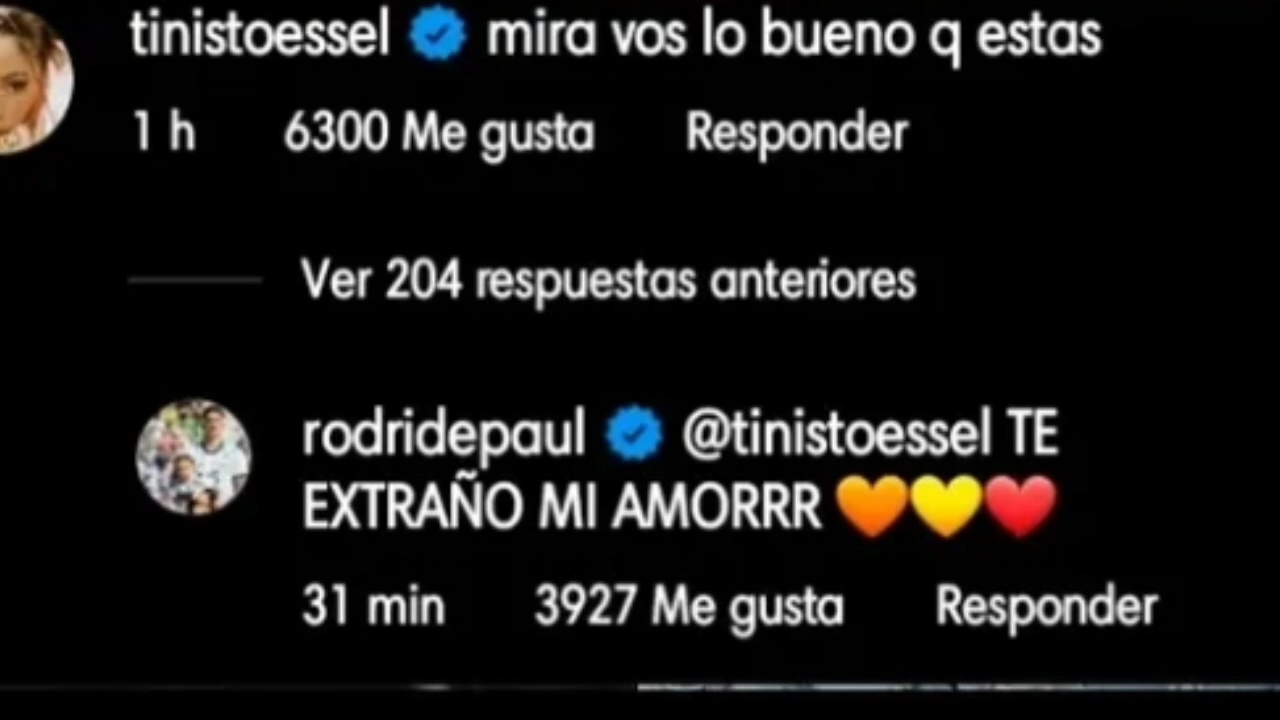 tinistoessel mira vos lo bueno q estas
1 h 6300 Me gusta Responder
Ver 204 respuestas anteriores
rodridepaul @tinistoessel TE
EXTRAÑO MI AMORRR 🧡💛❤️
31 min 3927 Me gusta Responder